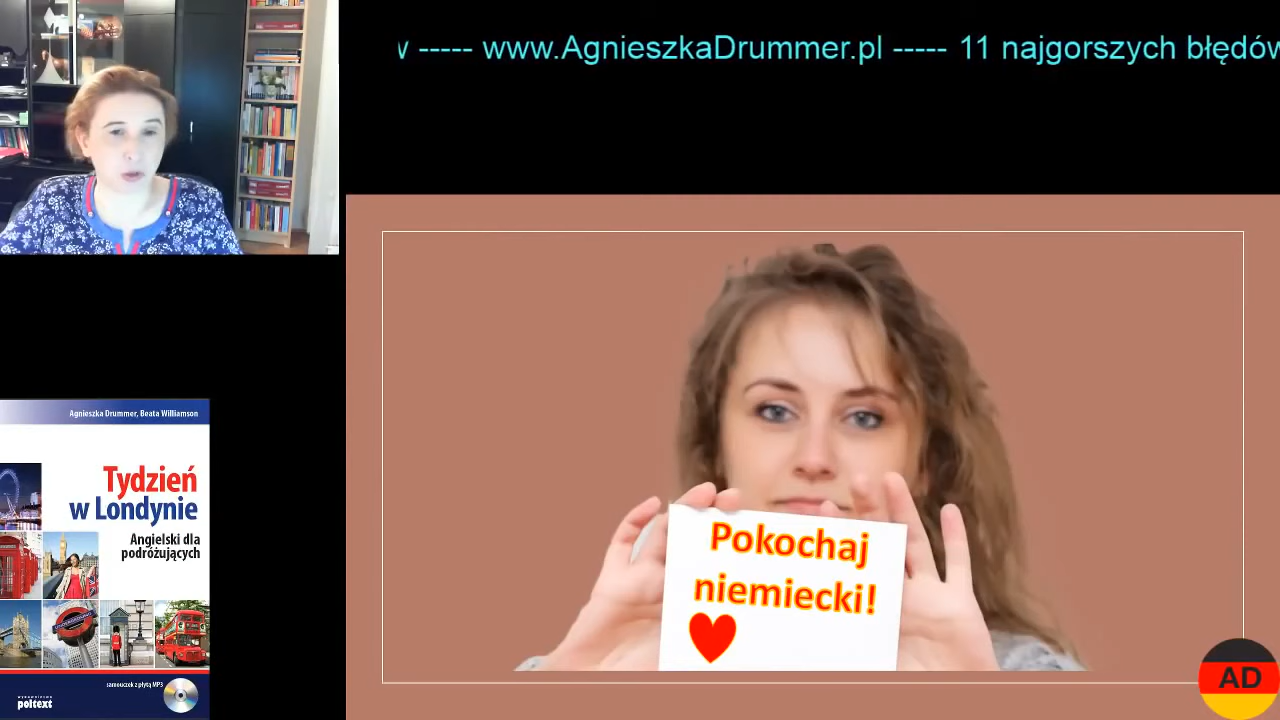 w ----- www.AgnieszkaDrummer.pl ----- 11 najgorszych błędów
Agnieszka Drummer, Beata Williamson
Tydzień
w Londynie
Angielski dla
podróżujących
samouczek z płytą MP3
wydawnictwo
poltext
Pokochaj
niemiecki!
AD